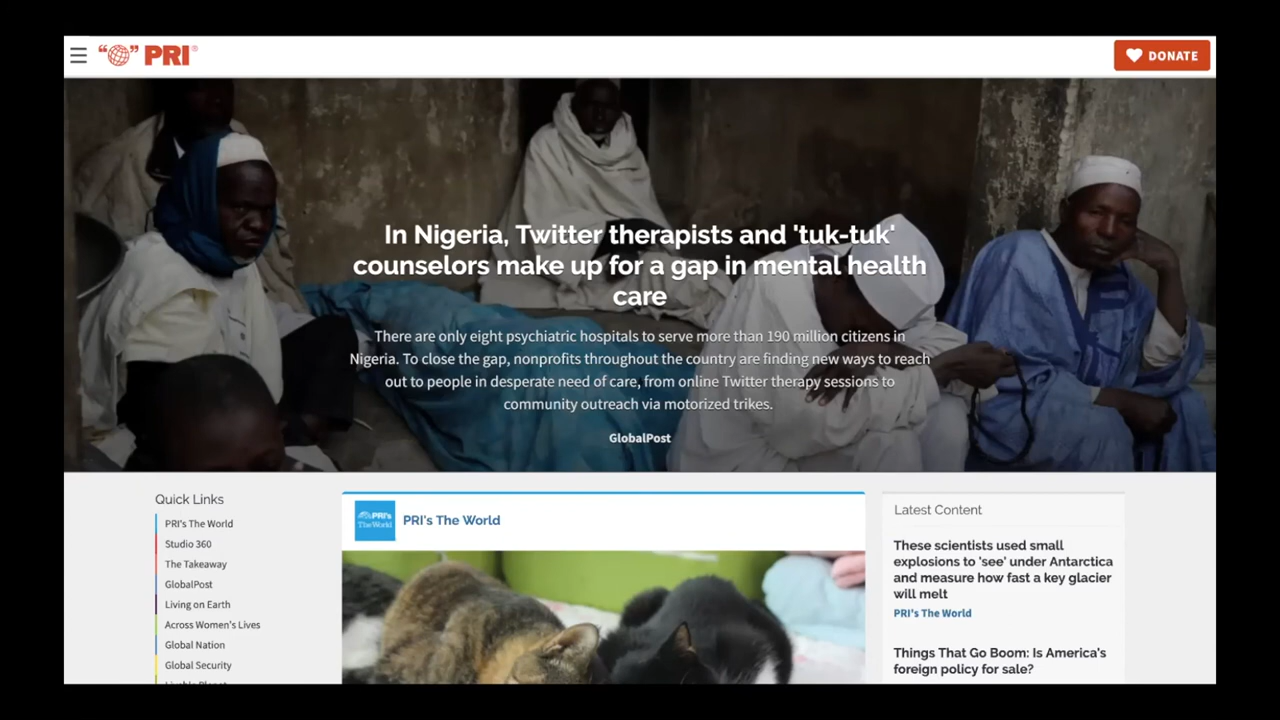 PRI®
DONATE
In Nigeria, Twitter therapists and 'tuk-tuk'
counselors make up for a gap in mental health
care
There are only eight psychiatric hospitals to serve more than 190 million citizens in
Nigeria. To close the gap, nonprofits throughout the country are finding new ways to reach
out to people in desperate need of care, from online Twitter therapy sessions to
community outreach via motorized trikes.
GlobalPost
Quick Links
PRI's The World
Studio 360
The Takeaway
GlobalPost
Living on Earth
Across Women's Lives
Global Nation
Global Security
PRI's
The World
PRI's The World
Latest Content
These scientists used small
explosions to 'see' under Antarctica
and measure how fast a key glacier
will melt
PRI's The World
Things That Go Boom: Is America's
foreign policy for sale?